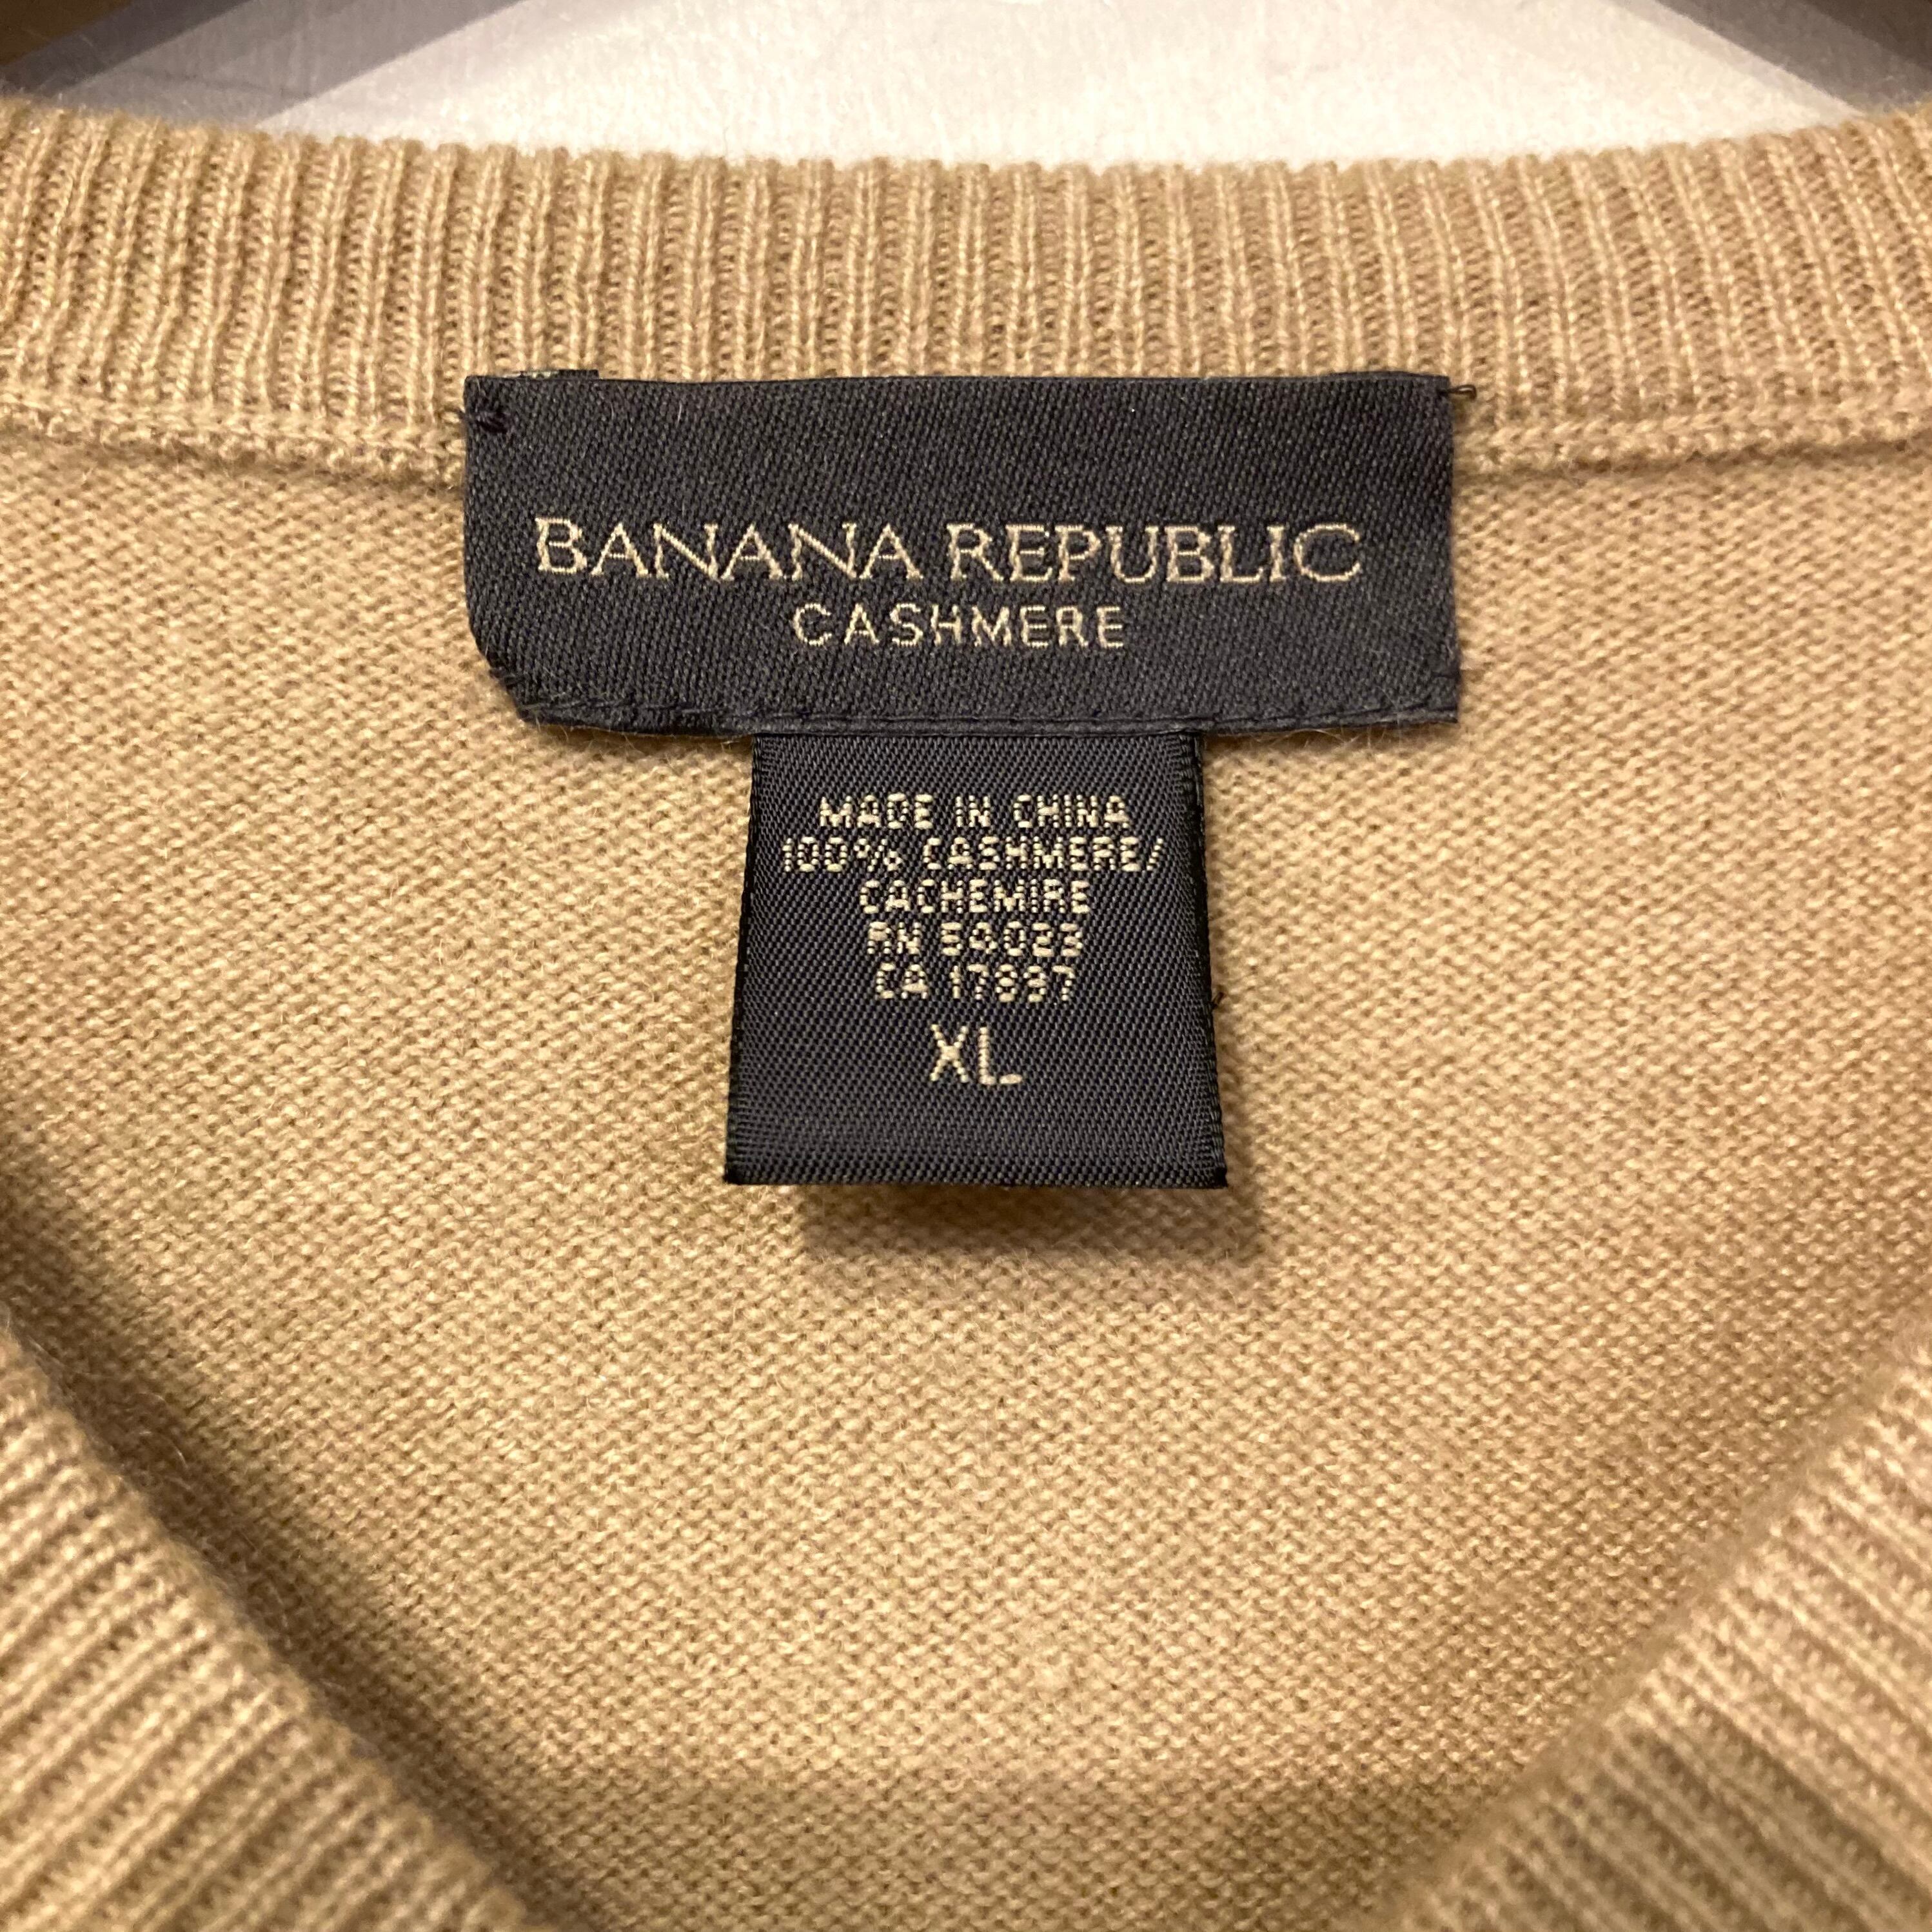 BANANA REPUBLIC
CASHMERE
MADE IN CHINA
100% CASHMERE/
CACHEMIRE
RN 54023
CA 17897
XL